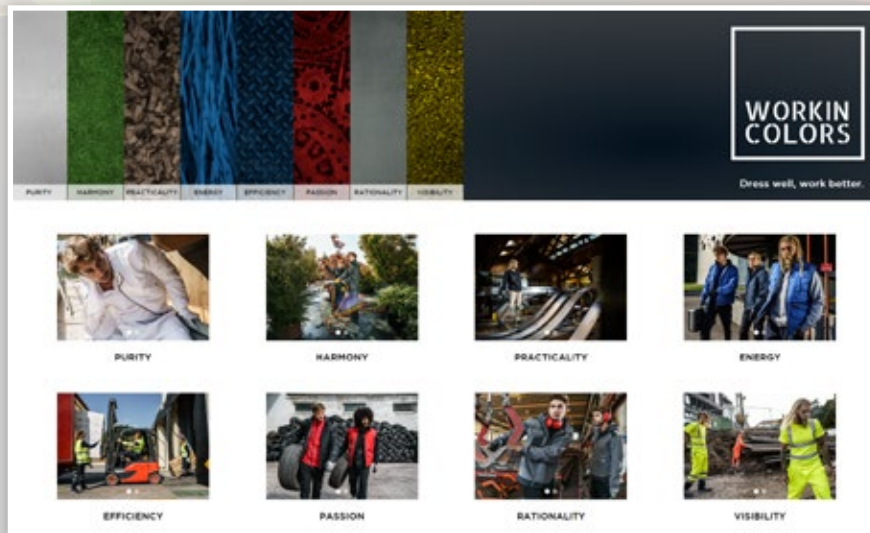 WORKIN
COLORS
Dress well, work better.
PURITY HARMONY PRACTICALITY ENERGY EFFICIENCY PASSION RATIONALITY VISIBILITY
PURITY HARMONY PRACTICALITY ENERGY
EFFICIENCY PASSION RATIONALITY VISIBILITY